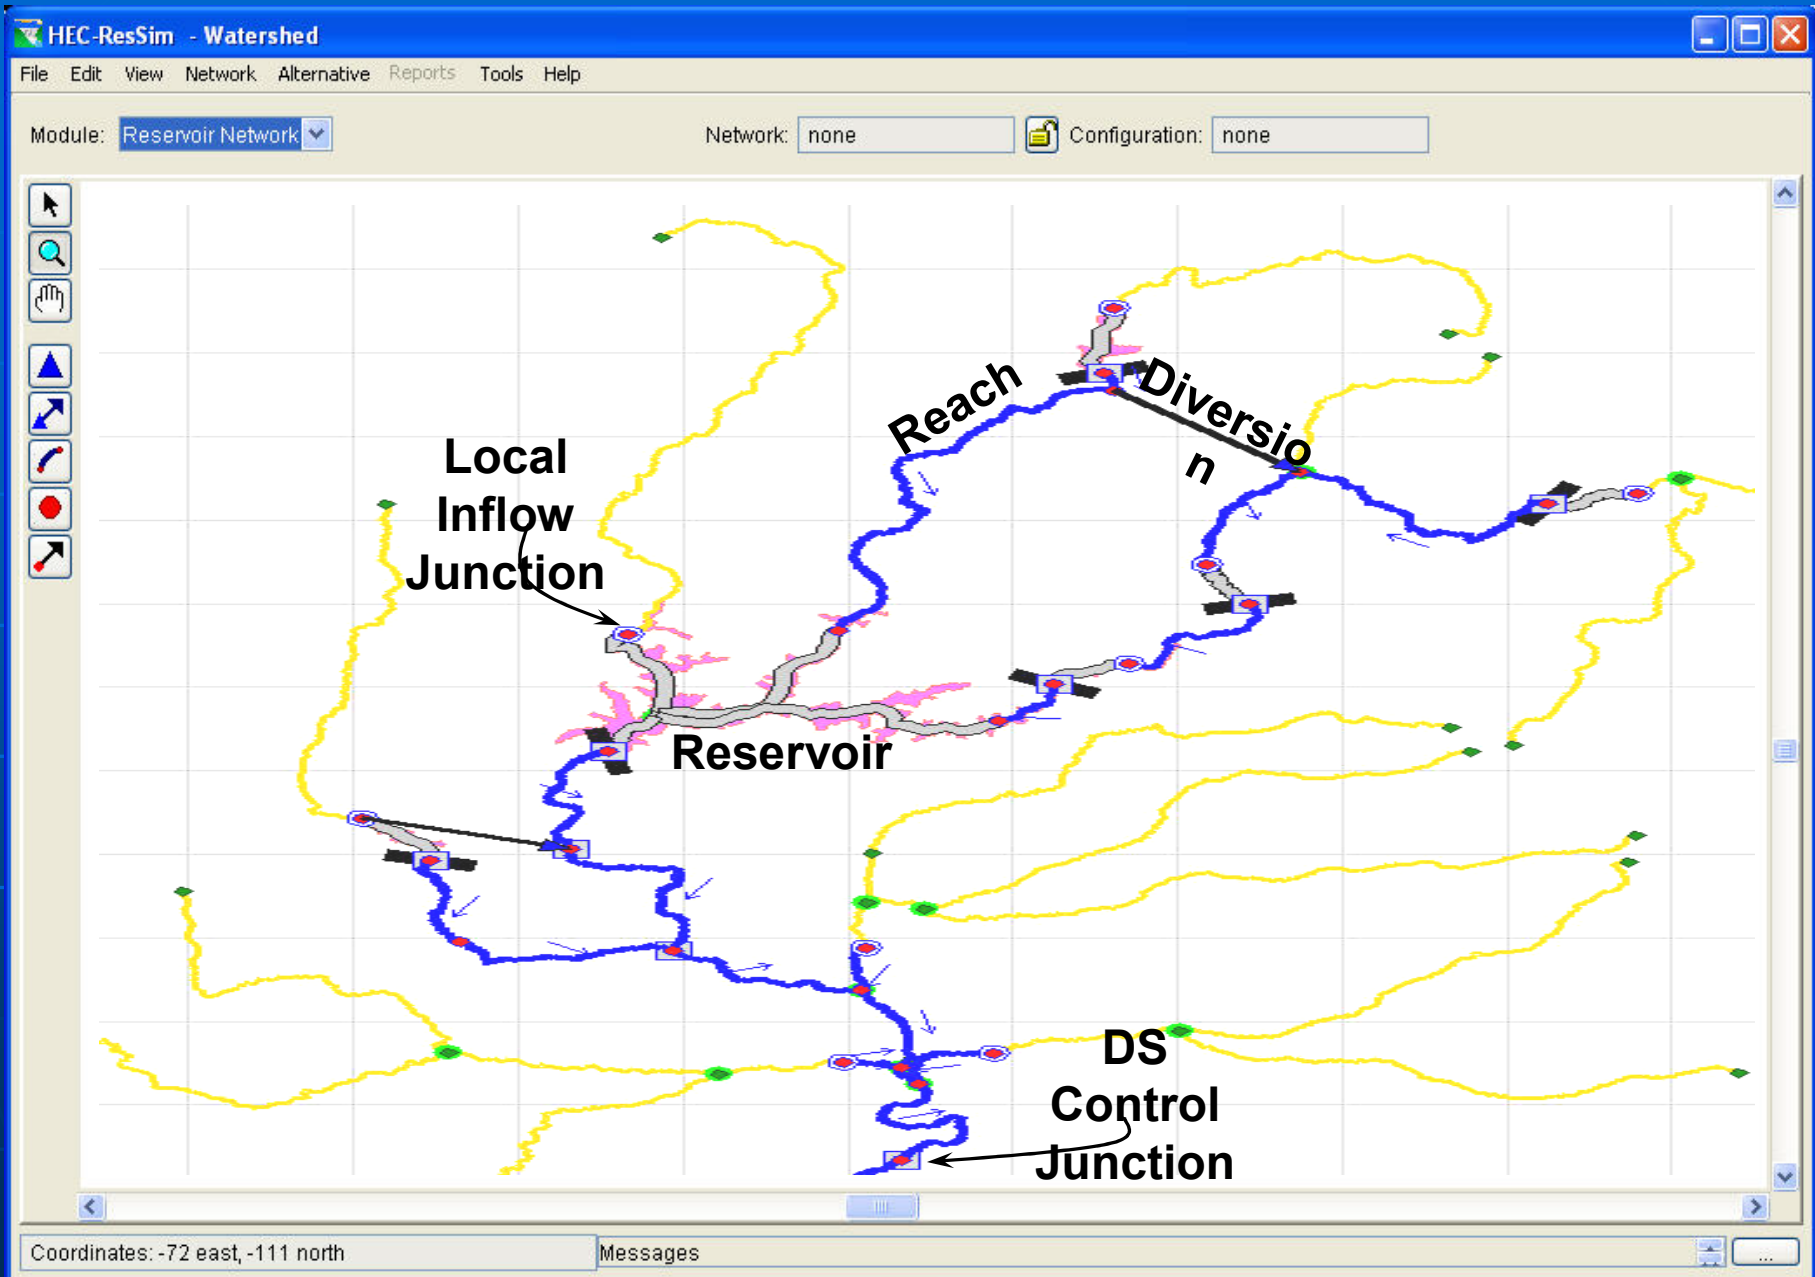 HEC-ResSim - Watershed
File Edit View Network Alternative Reports Tools Help
Module: Reservoir Network Network: none Configuration: none
Reach
Diversio
n
Local
Inflow
Junction
Reservoir
DS
Control
Junction
Coordinates: -72 east, -111 north Messages ...